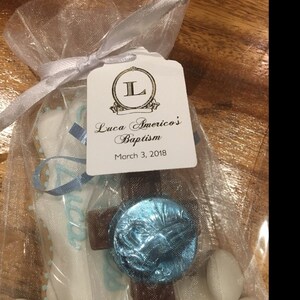 L
Luca Americo's
Baptism
March 3, 2018